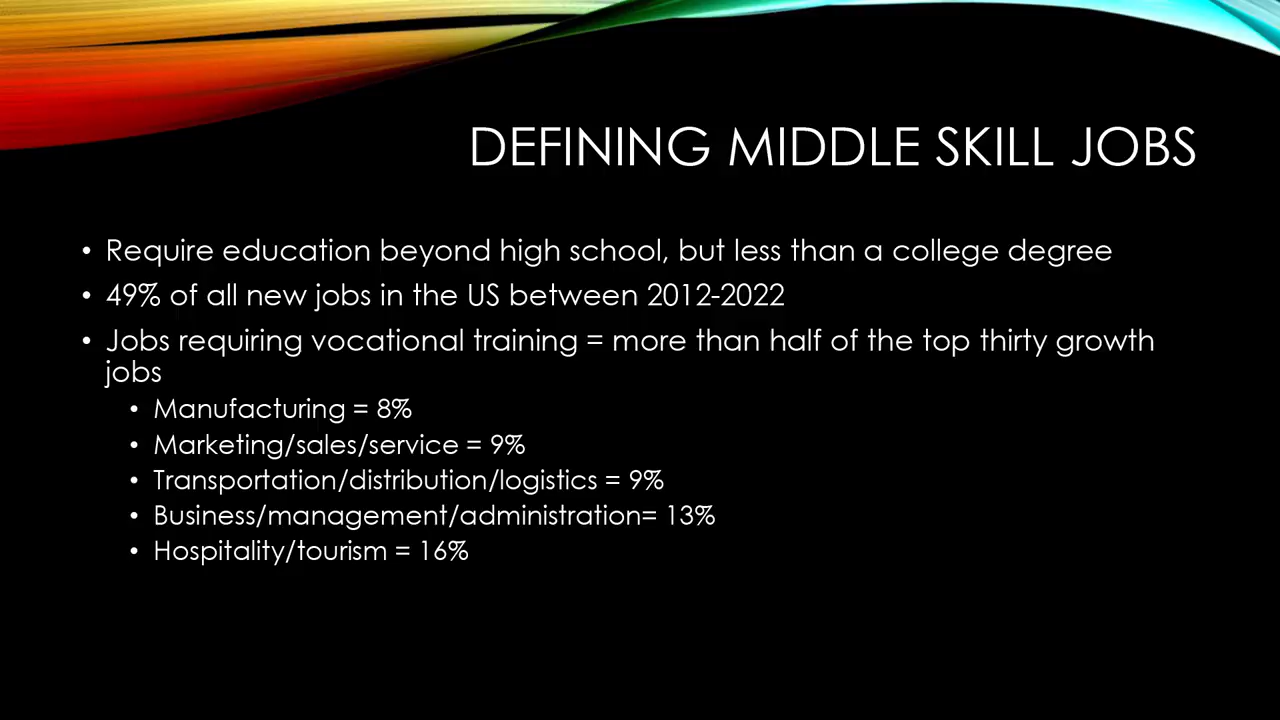 DEFINING MIDDLE SKILL JOBS
• Require education beyond high school, but less than a college degree
• 49% of all new jobs in the US between 2012-2022
• Jobs requiring vocational training = more than half of the top thirty growth
jobs
• Manufacturing = 8%
• Marketing/sales/service = 9%
• Transportation/distribution/logistics = 9%
• Business/management/administration= 13%
• Hospitality/tourism = 16%